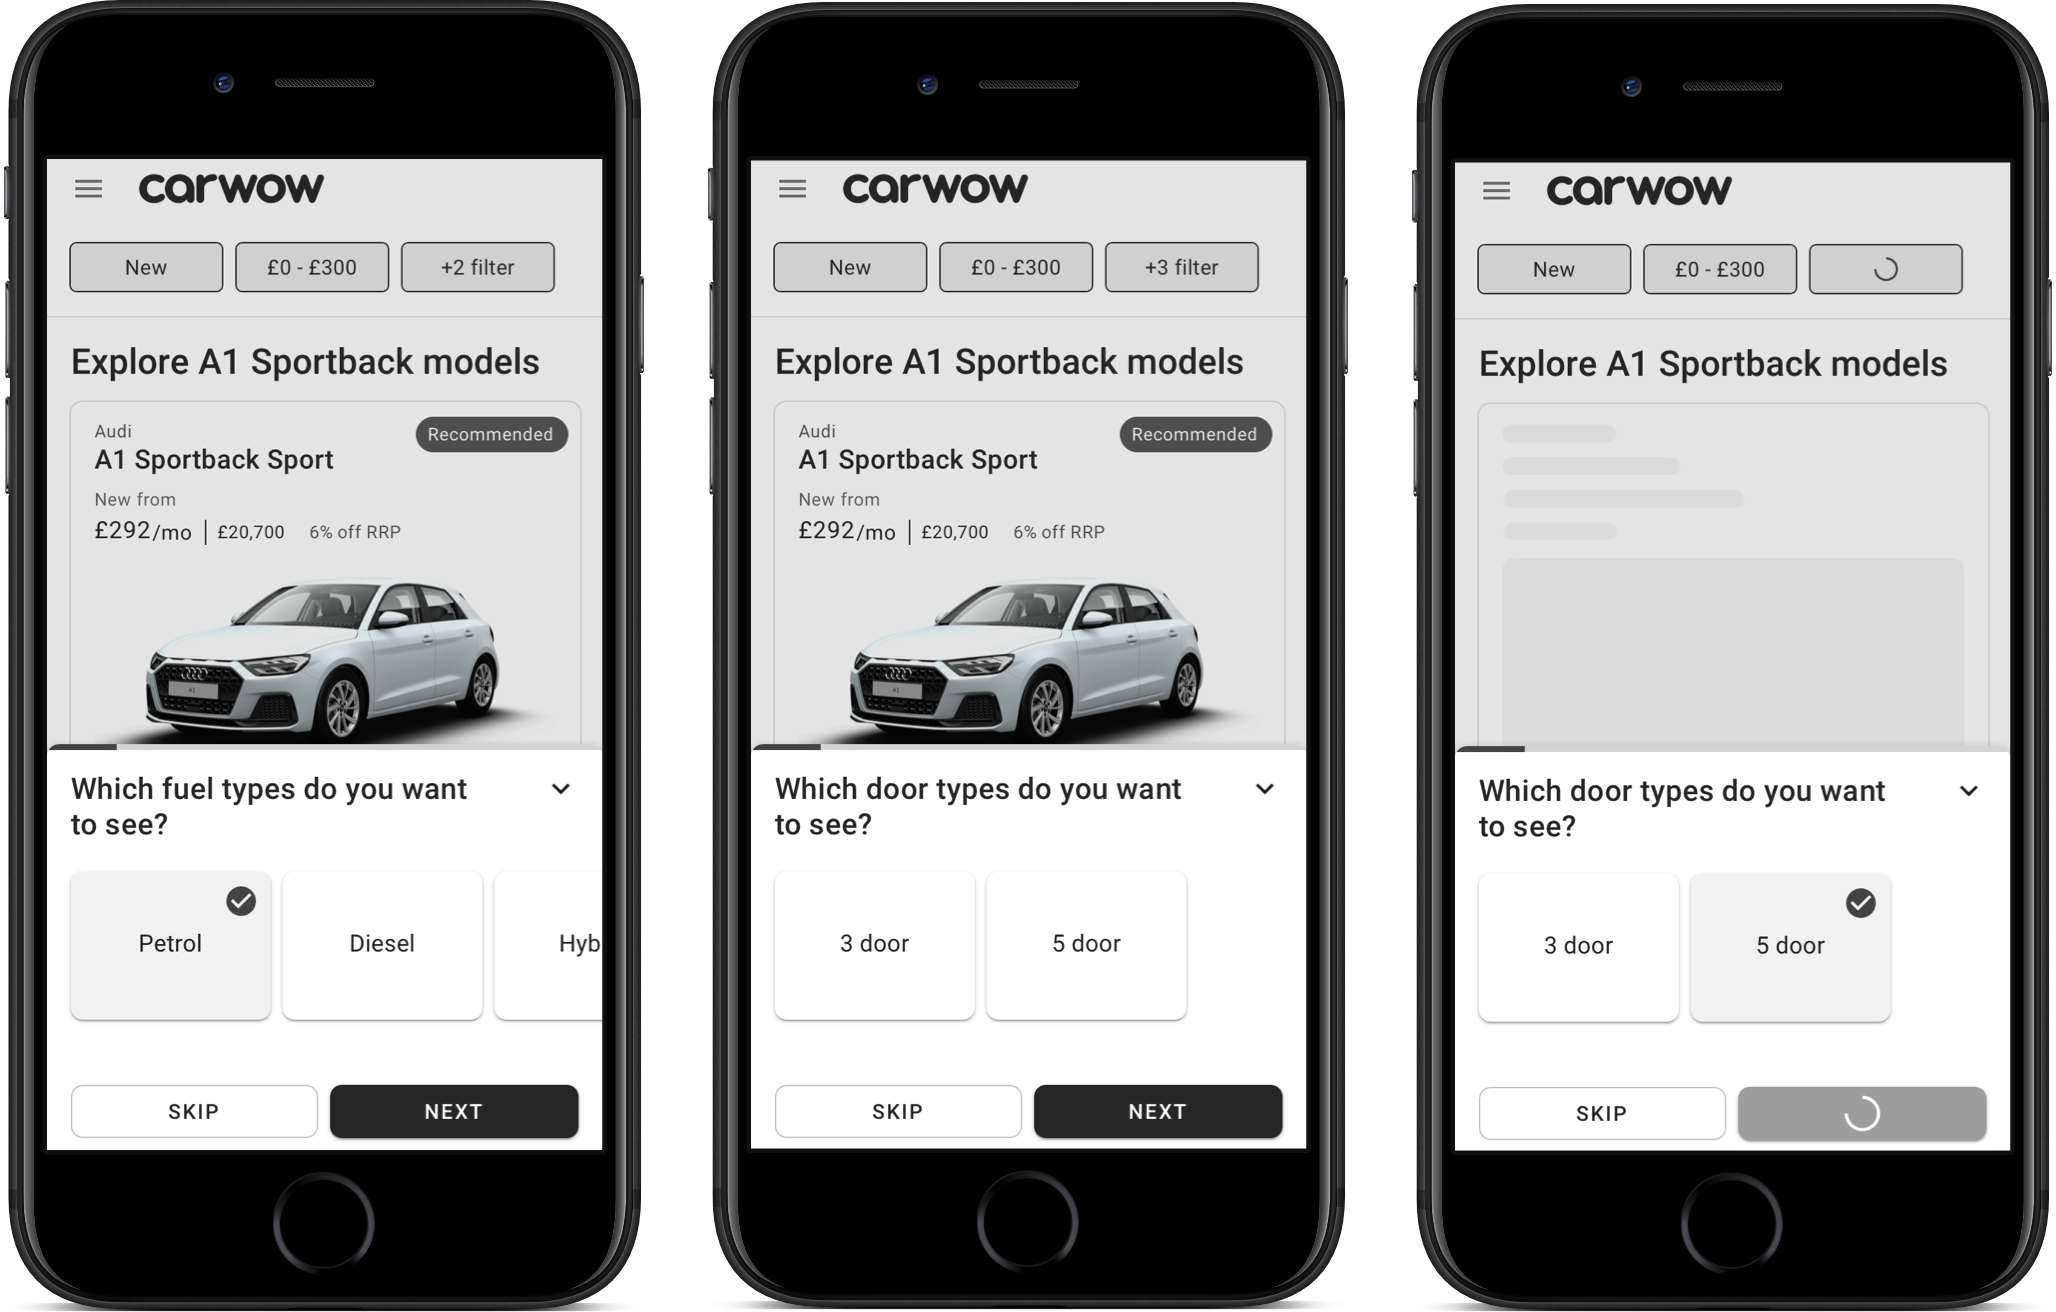 carwow
New
£0 - £300
+2 filter
Explore A1 Sportback models
Audi
Recommended
A1 Sportback Sport
New from
£292/mo | £20,700 6% off RRP
A1
Which fuel types do you want
to see?
Petrol
Diesel
Hyb
SKIP
NEXT
carwow
New
£0 - £300
+3 filter
Explore A1 Sportback models
Audi
Recommended
A1 Sportback Sport
New from
£292/mo | £20,700 6% off RRP
A1
Which door types do you want
to see?
3 door
5 door
SKIP
NEXT
carwow
New
£0 - £300
Explore A1 Sportback models
Which door types do you want
to see?
3 door
5 door
SKIP